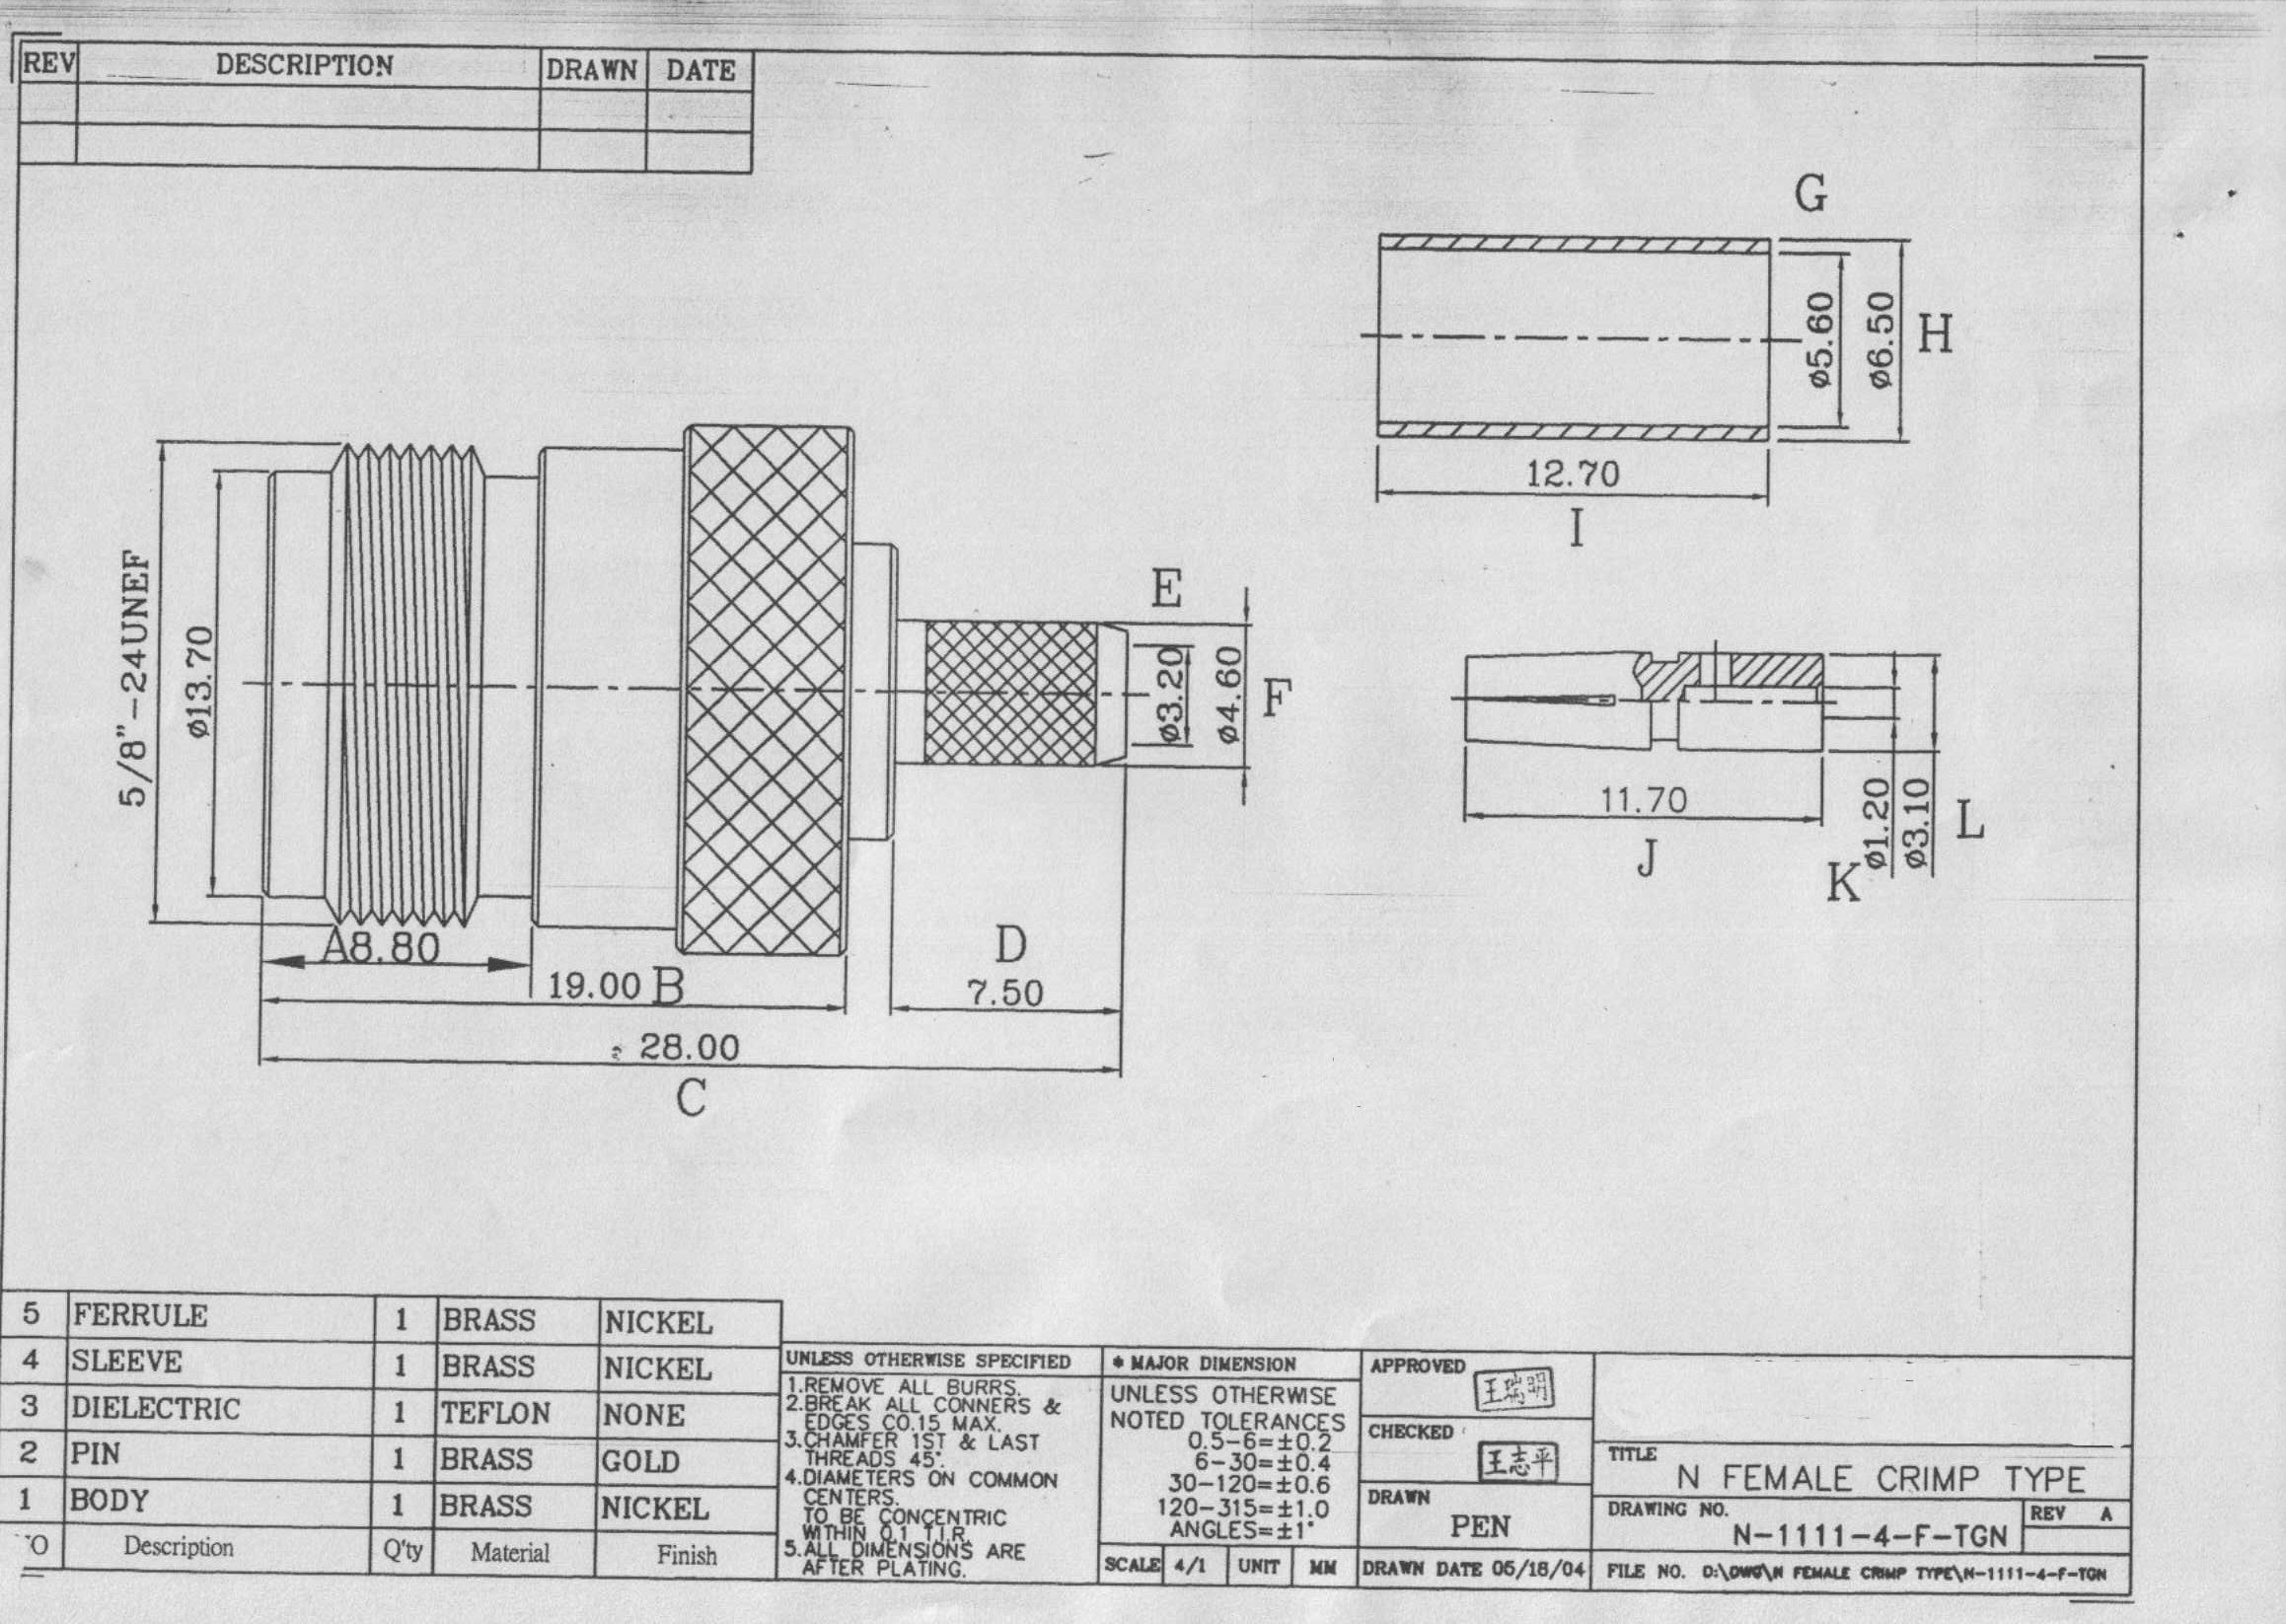 REV DESCRIPTION DRAWN DATE
G
ø5.60
ø6.50
H
12.70
I
5/8"-24UNEF
ø13.70
E
ø3.20
ø4.60
F
A8.80
19.00 B
D
7.50
28.00
C
11.70
J
K
ø1.20
ø3.10
L
5 FERRULE 1 BRASS NICKEL
4 SLEEVE 1 BRASS NICKEL
3 DIELECTRIC 1 TEFLON NONE
2 PIN 1 BRASS GOLD
1 BODY 1 BRASS NICKEL
Description Q'ty Material Finish
UNLESS OTHERWISE SPECIFIED
1.REMOVE ALL BURRS.
2.BREAK ALL CONNERS &
EDGES CO.15 MAX.
3.CHAMFER 1ST & LAST
THREADS 45°.
4.DIAMETERS ON COMMON
CENTERS.
TO BE CONCENTRIC
WITHIN 0.1 T.I.R.
5.ALL DIMENSIONS ARE
AFTER PLATING.
* MAJOR DIMENSION
UNLESS OTHERWISE
NOTED TOLERANCES
0.5-6=±0.2
6-30=±0.4
30-120=±0.6
120-315=±1.0
ANGLES=±1°
SCALE 4/1 UNIT MM
APPROVED
王瑞明
CHECKED
王志平
DRAWN
PEN
DRAWN DATE 05/18/04
TITLE
N FEMALE CRIMP TYPE
DRAWING NO.
N-1111-4-F-TGN
REV A
FILE NO. D:\DWG\N FEMALE CRIMP TYPE\N-1111-4-F-TGN